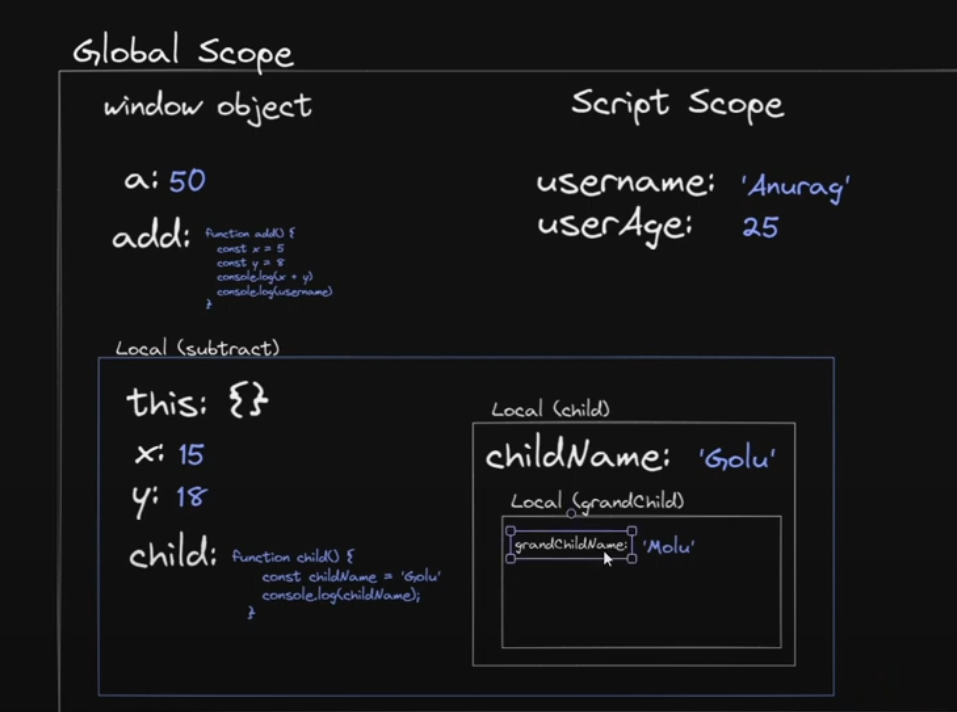 Global Scope
window object
Script Scope
a: 50
username: 'Anurag'
userAge: 25
add: function add() {
const x = 5
const y = 8
console.log(x + y)
console.log(username)
}
Local (subtract)
this: {}
x: 15
y: 18
child: function child() {
const childName = 'Golu'
console.log(childName);
}
Local (child)
childName: 'Golu'
Local (grandChild)
grandChildName: 'Molu'